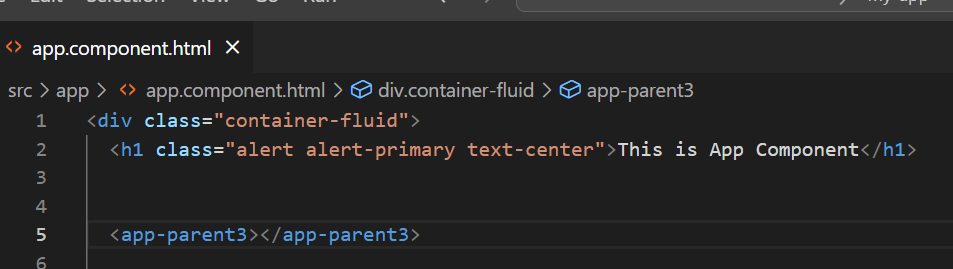 app.component.html
src > app > app.component.html > div.container-fluid > app-parent3
1 <div class="container-fluid">
2 <h1 class="alert alert-primary text-center">This is App Component</h1>
3
4
5 <app-parent3></app-parent3>
6